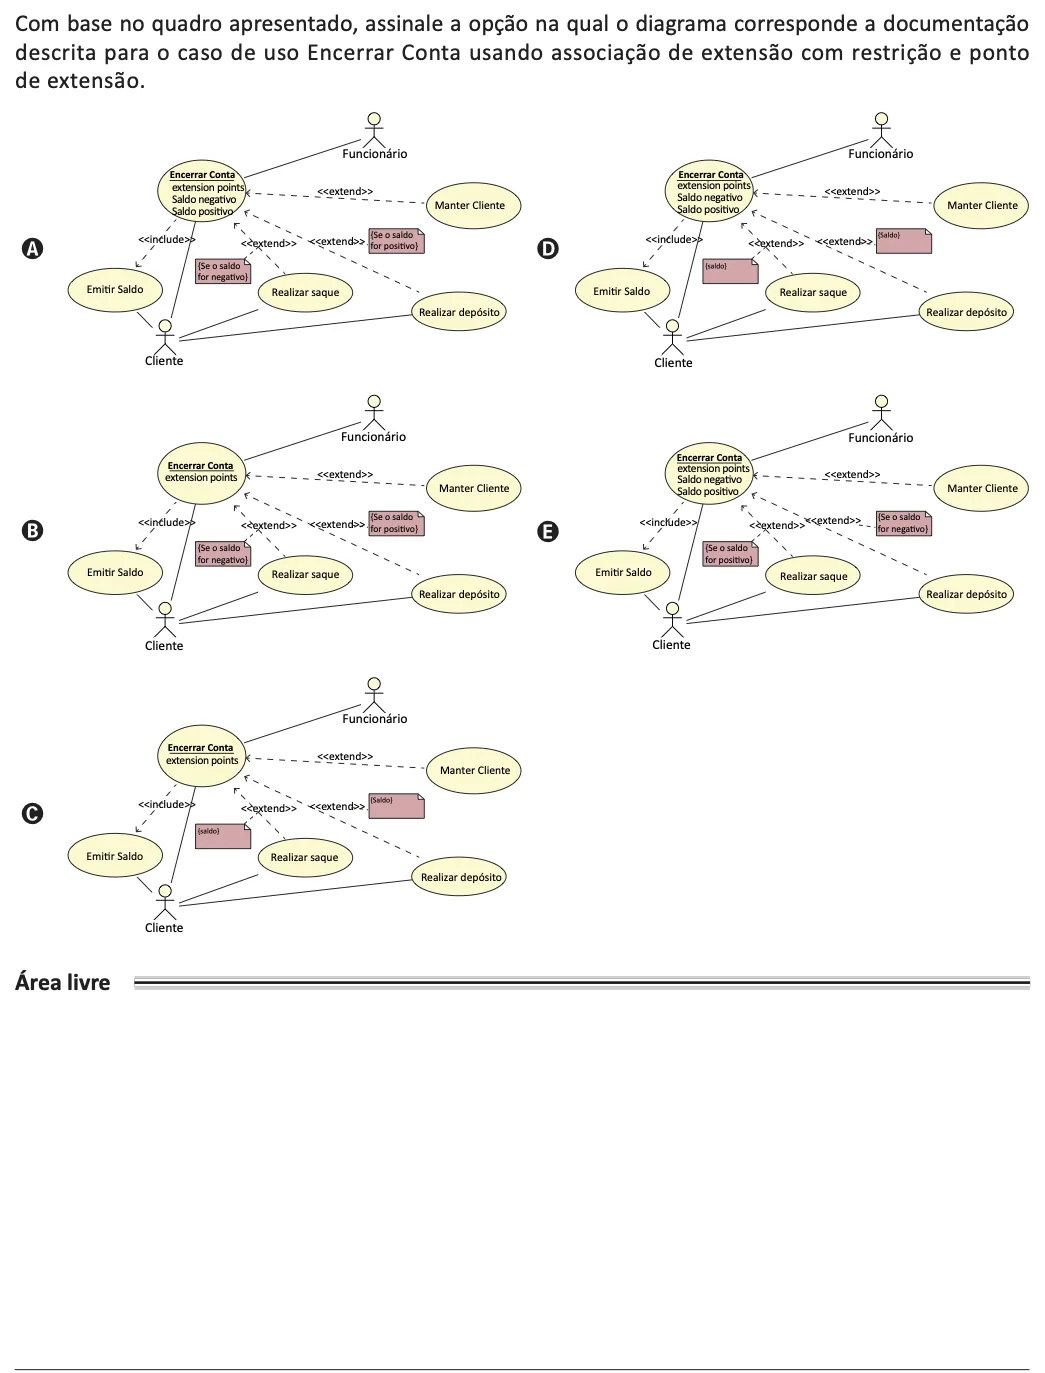 Com base no quadro apresentado, assinale a opção na qual o diagrama corresponde a documentação
descrita para o caso de uso Encerrar Conta usando associação de extensão com restrição e ponto
de extensão.
A
Funcionário
Encerrar Conta
extension points
Saldo negativo
Saldo positivo
<<extend>>
Manter Cliente
<<include>>
<<extend>>
<<extend>>
{Se o saldo
for positivo}
{Se o saldo
for negativo}
Emitir Saldo
Realizar saque
Realizar depósito
Cliente
D
Funcionário
Encerrar Conta
extension points
Saldo negativo
Saldo positivo
<<extend>>
Manter Cliente
<<include>>
<<extend>>
<<extend>>
{Saldo}
{saldo}
Emitir Saldo
Realizar saque
Realizar depósito
Cliente
B
Funcionário
Encerrar Conta
extension points
<<extend>>
Manter Cliente
<<include>>
<<extend>>
<<extend>>
{Se o saldo
for positivo}
{Se o saldo
for negativo}
Emitir Saldo
Realizar saque
Realizar depósito
Cliente
E
Funcionário
Encerrar Conta
extension points
Saldo negativo
Saldo positivo
<<extend>>
Manter Cliente
<<include>>
<<extend>>
<<extend>>
{Se o saldo
for negativo}
{Se o saldo
for positivo}
Emitir Saldo
Realizar saque
Realizar depósito
Cliente
C
Funcionário
Encerrar Conta
extension points
<<extend>>
Manter Cliente
<<include>>
<<extend>>
<<extend>>
{Saldo}
{saldo}
Emitir Saldo
Realizar saque
Realizar depósito
Cliente
Área livre